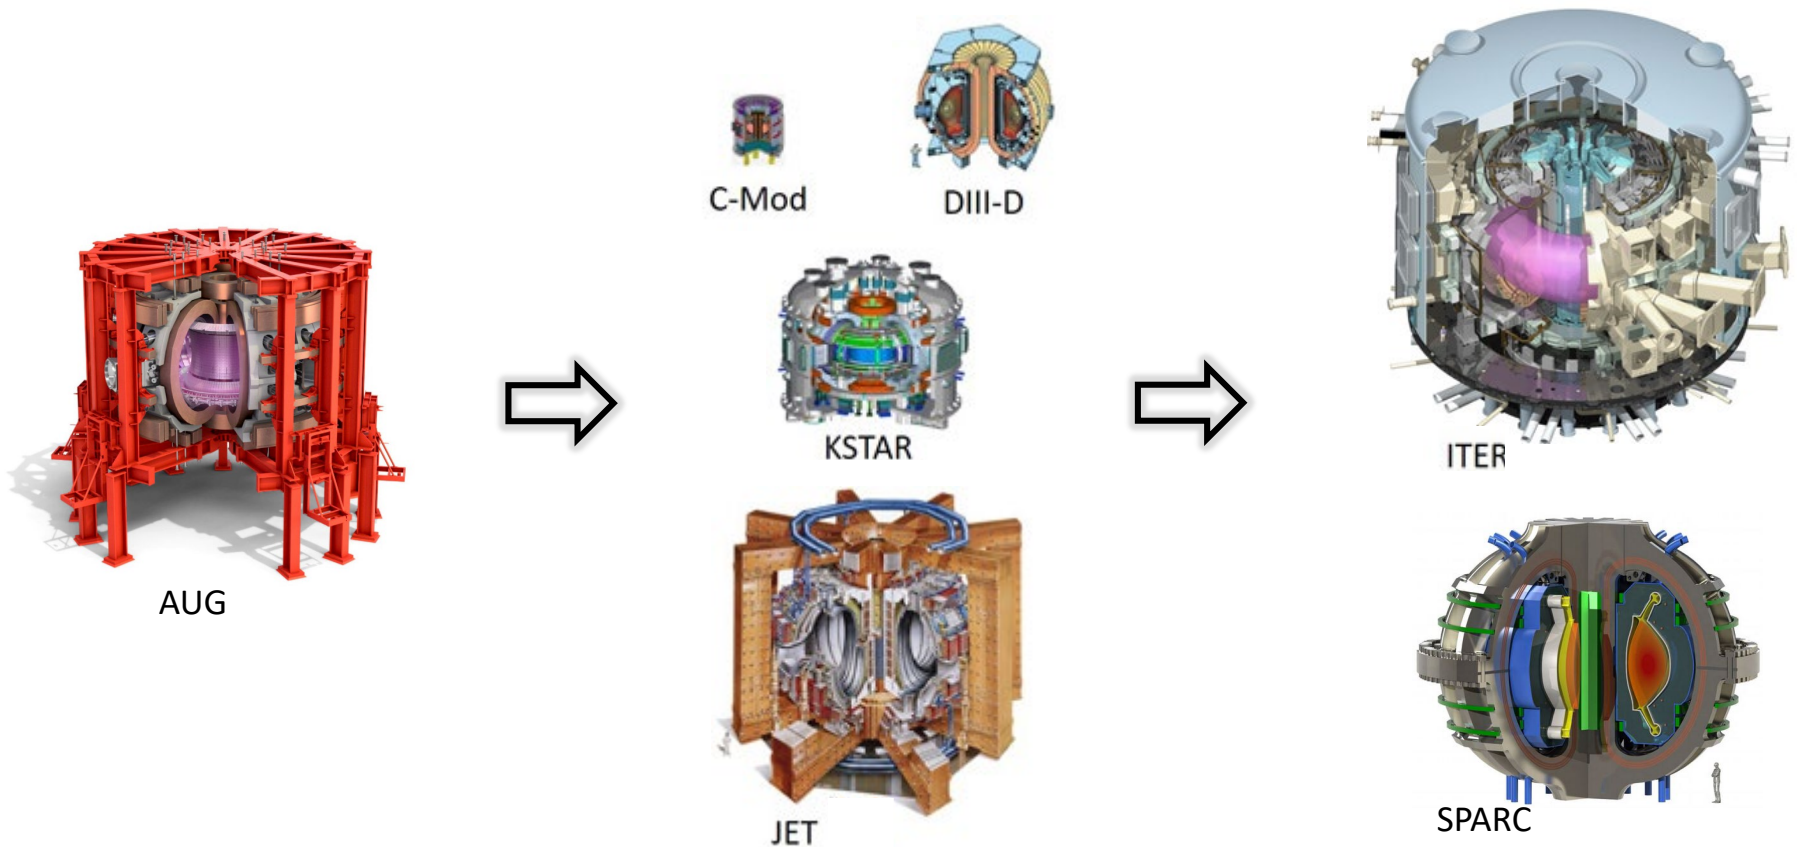 C-Mod
DIII-D
KSTAR
ITER
AUG
JET
SPARC